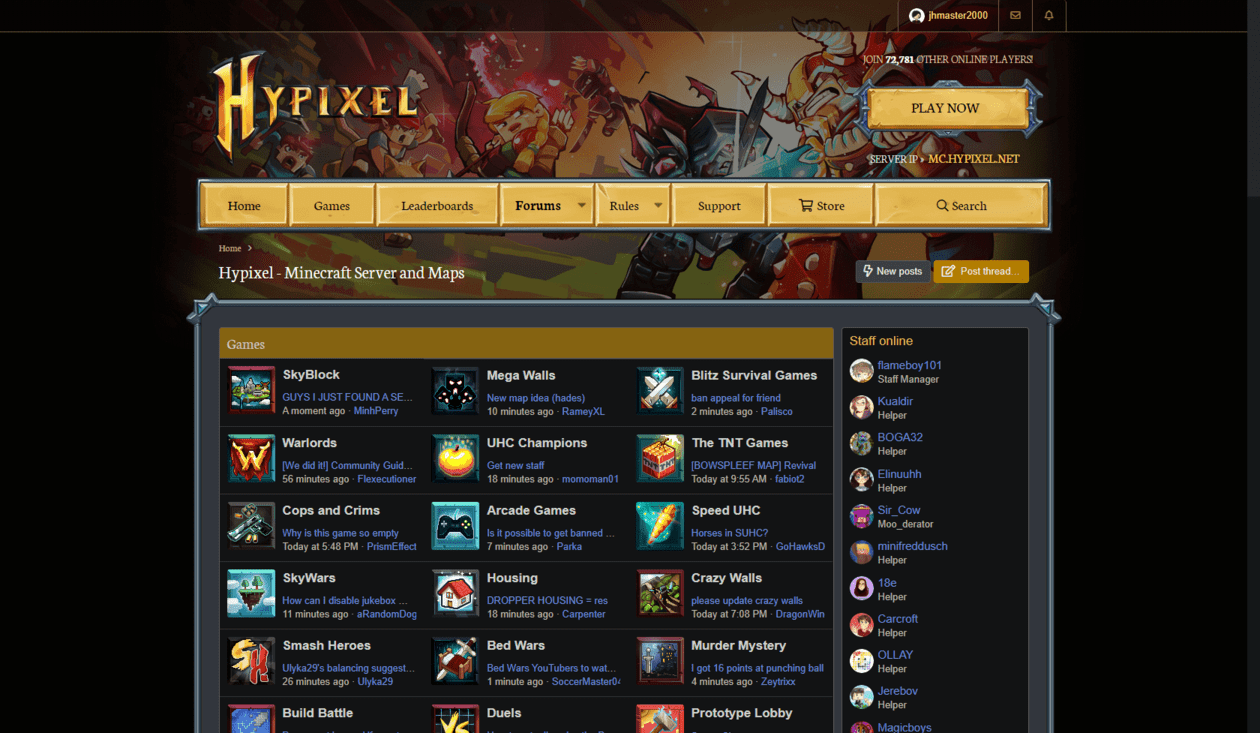 jhmaster2000
HYPIXEL
JOIN 72,781 OTHER ONLINE PLAYERS!
PLAY NOW
SERVER IP » MC.HYPIXEL.NET
Home Games Leaderboards Forums Rules Support Store Search
Home
Hypixel - Minecraft Server and Maps
New posts Post thread...
Games
SkyBlock
GUYS I JUST FOUND A SE...
A moment ago · MinhPerry
Mega Walls
New map idea (hades)
10 minutes ago · RameyXL
Blitz Survival Games
ban appeal for friend
2 minutes ago · Palisco
Warlords
[We did it!] Community Guid...
56 minutes ago · Flexecutioner
UHC Champions
Get new staff
18 minutes ago · momoman01
The TNT Games
[BOWSPLEEF MAP] Revival
Today at 9:55 AM · fabiot2
Cops and Crims
Why is this game so empty
Today at 5:48 PM · PrismEffect
Arcade Games
Is it possible to get banned ...
7 minutes ago · Parka
Speed UHC
Horses in SUHC?
Today at 3:52 PM · GoHawksD
SkyWars
How can I disable jukebox ...
11 minutes ago · aRandomDog
Housing
DROPPER HOUSING = res
18 minutes ago · Carpenter
Crazy Walls
please update crazy walls
Today at 7:08 PM · DragonWin
Smash Heroes
Ulyka29's balancing suggest...
26 minutes ago · Ulyka29
Bed Wars
Bed Wars YouTubers to wat...
1 minute ago · SoccerMaster04
Murder Mystery
I got 16 points at punching ball
4 minutes ago · Zeytrixx
Build Battle
Duels
Prototype Lobby
Staff online
flameboy101
Staff Manager
Kualdir
Helper
BOGA32
Helper
Elinuuhh
Helper
Sir_Cow
Moo_derator
minifreddusch
Helper
18e
Helper
Carcroft
Helper
OLLAY
Helper
Jerebov
Helper
Magicboys